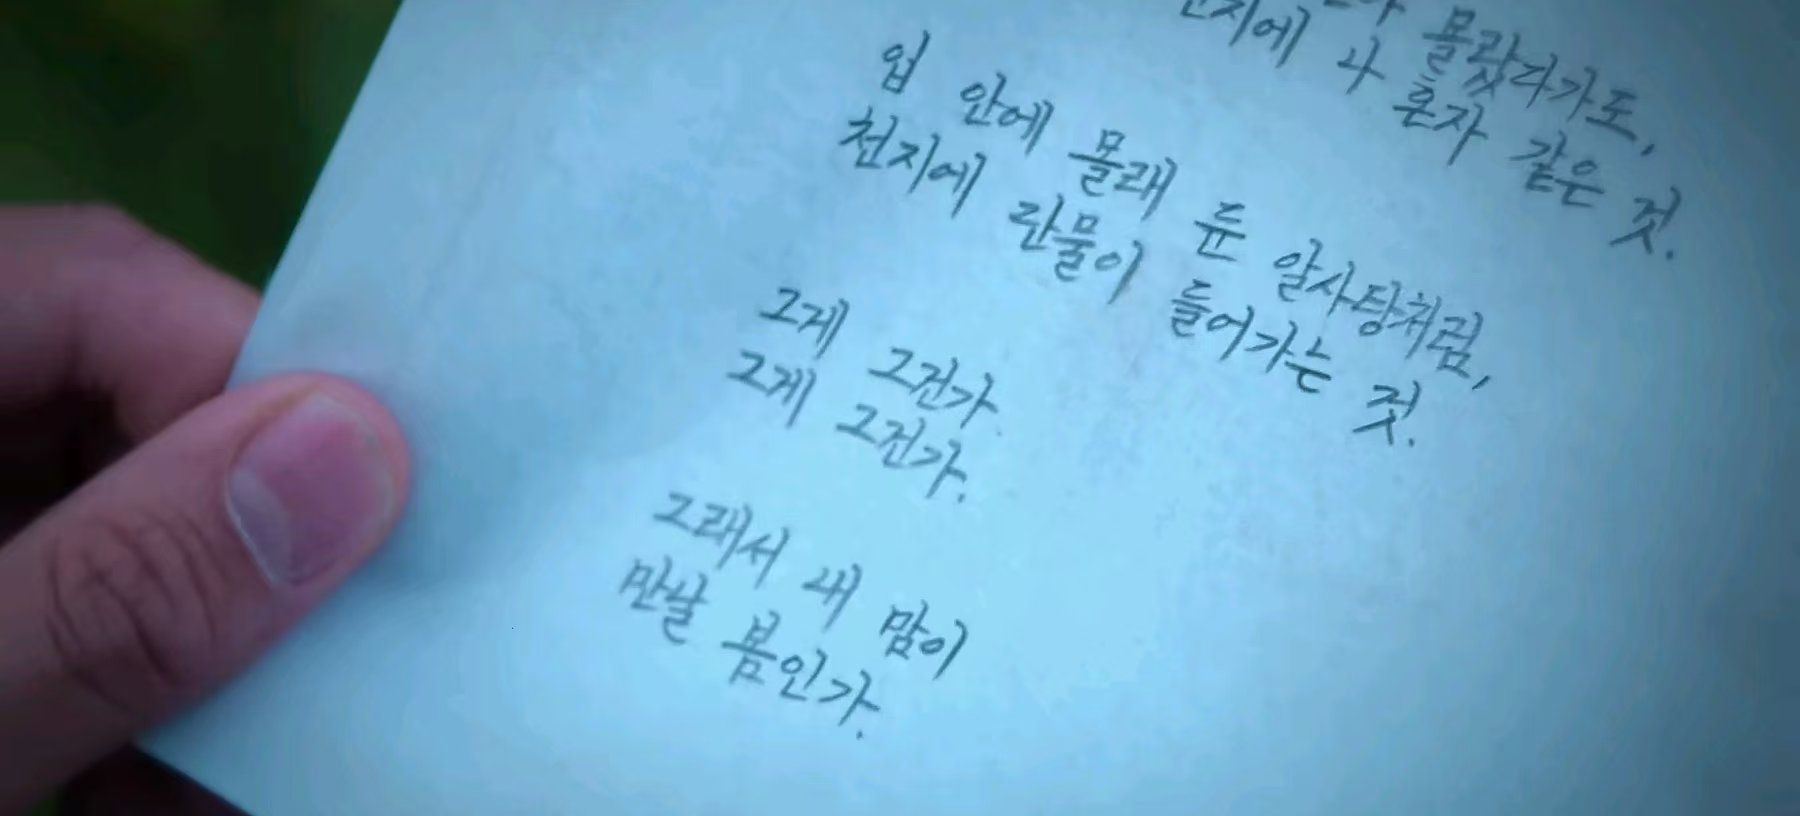 몰랐다가도,
천지에 나 혼자 같은 것.
입 안에 몰래 둔 알사탕처럼,
천지에 단물이 들어가는 것.
그게 그건가.
그게 그건가.
그래서 내 맘이
만날 봄인가.